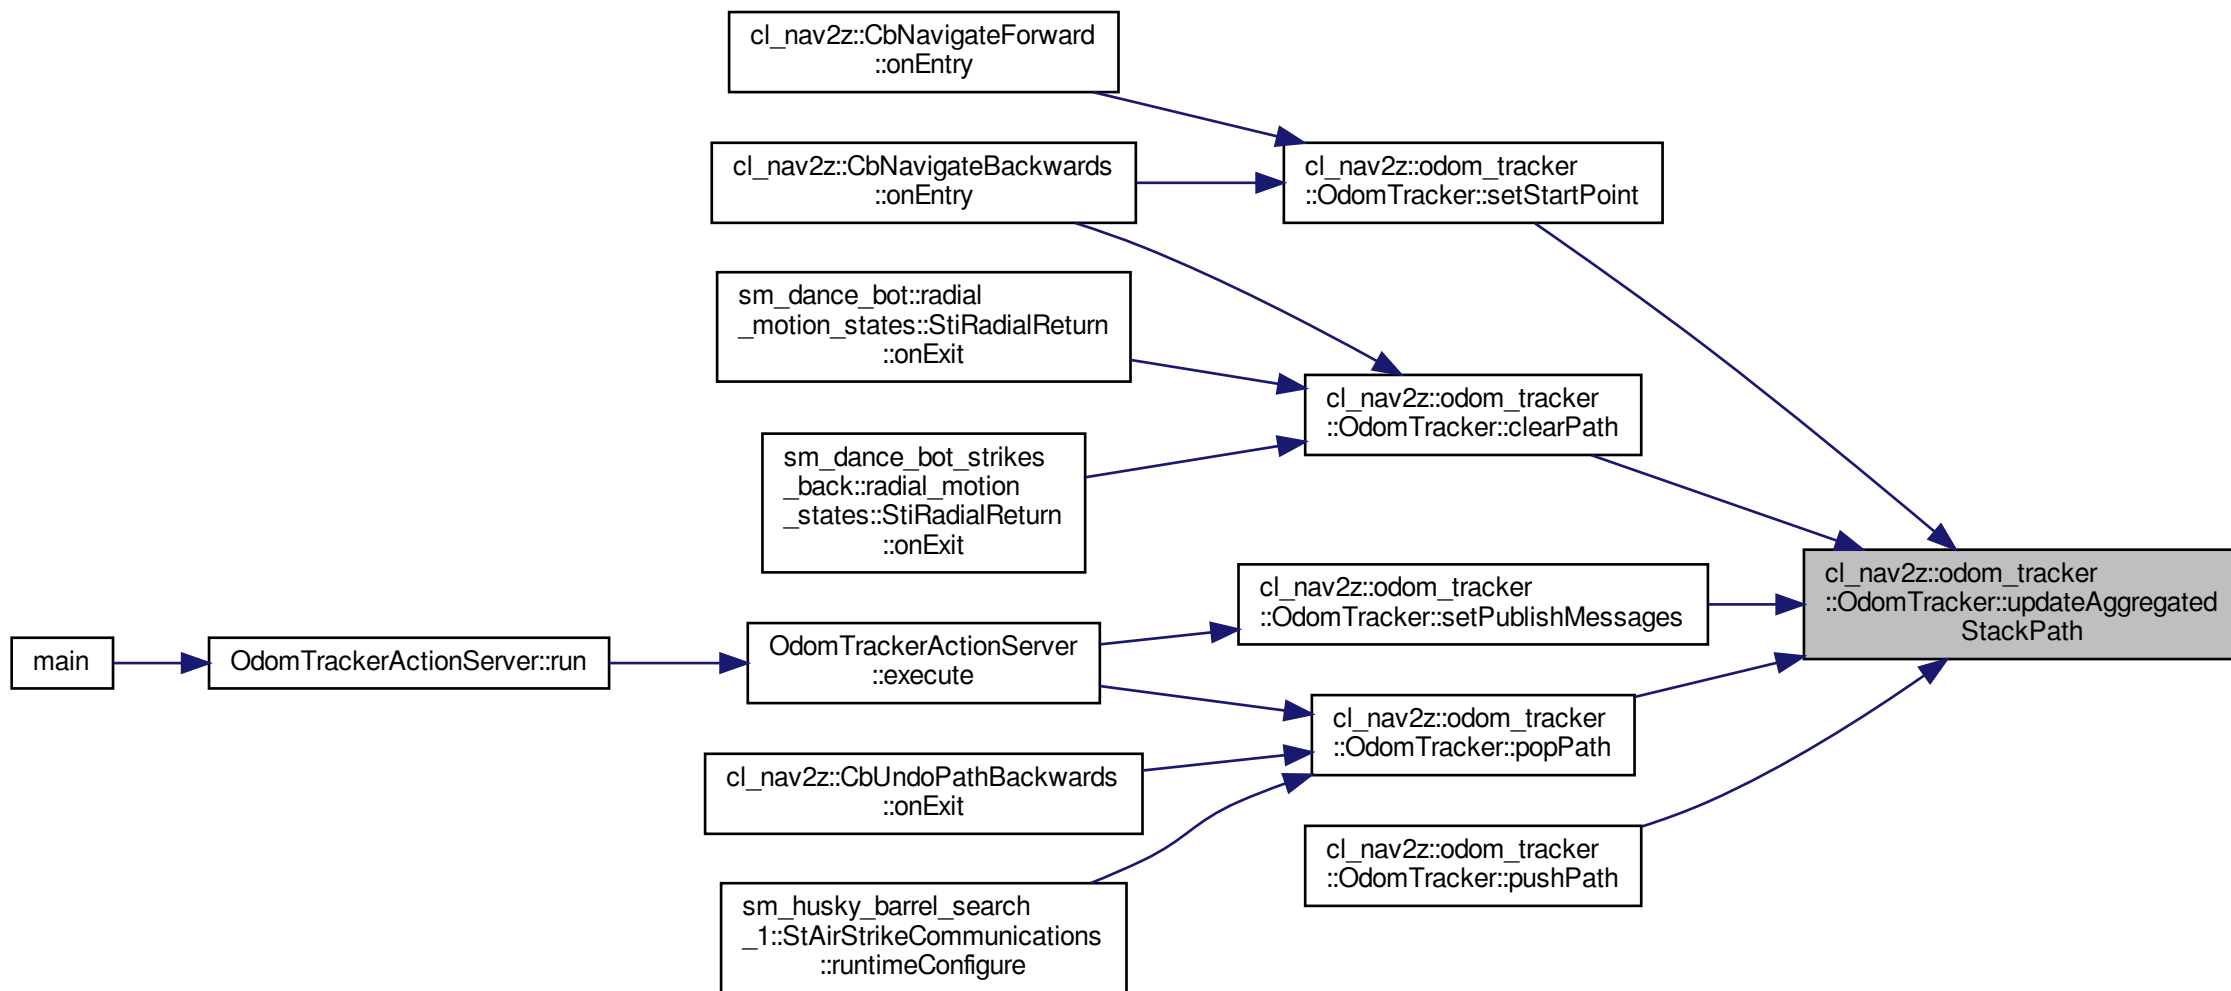 cl_nav2z::CbNavigateForward
::onEntry
cl_nav2z::CbNavigateBackwards
::onEntry
cl_nav2z::odom_tracker
::OdomTracker::setStartPoint
sm_dance_bot::radial
_motion_states::StiRadialReturn
::onExit
cl_nav2z::odom_tracker
::OdomTracker::clearPath
sm_dance_bot_strikes
_back::radial_motion
_states::StiRadialReturn
::onExit
cl_nav2z::odom_tracker
::OdomTracker::setPublishMessages
cl_nav2z::odom_tracker
::OdomTracker::updateAggregated
StackPath
main
OdomTrackerActionServer::run
OdomTrackerActionServer
::execute
cl_nav2z::odom_tracker
::OdomTracker::popPath
cl_nav2z::CbUndoPathBackwards
::onExit
cl_nav2z::odom_tracker
::OdomTracker::pushPath
sm_husky_barrel_search
_1::StAirStrikeCommunications
::runtimeConfigure